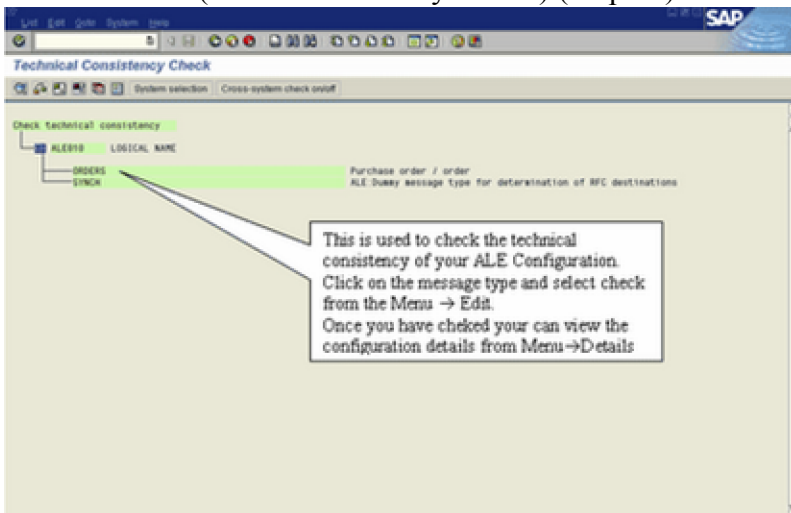 List Edit Goto System Help
SAP
Technical Consistency Check
System selection Cross-system check on/off
Check technical consistency
ALE010 LOGICAL NAME
ORDERS Purchase order / order
SYNCH ALE Dummy message type for determination of RFC destinations
This is used to check the technical
consistency of your ALE Configuration.
Click on the message type and select check
from the Menu → Edit.
Once you have cheked your can view the
configuration details from Menu→Details